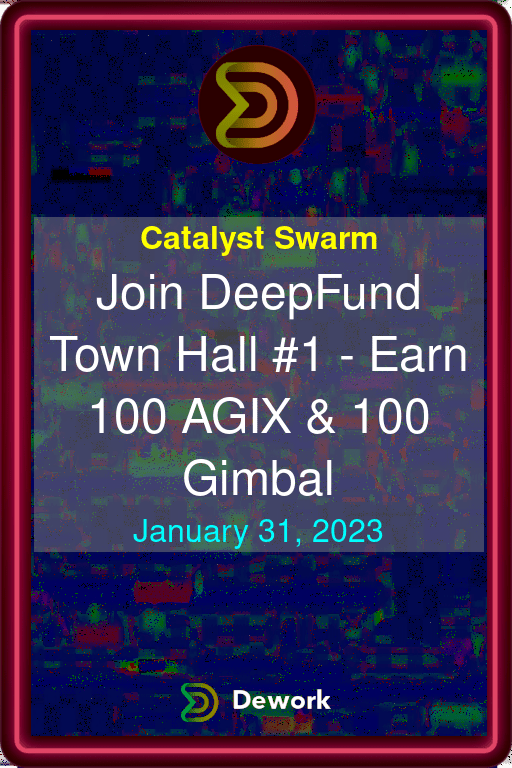 Catalyst Swarm
Join DeepFund
Town Hall #1 - Earn
100 AGIX & 100
Gimbal
January 31, 2023
Dework